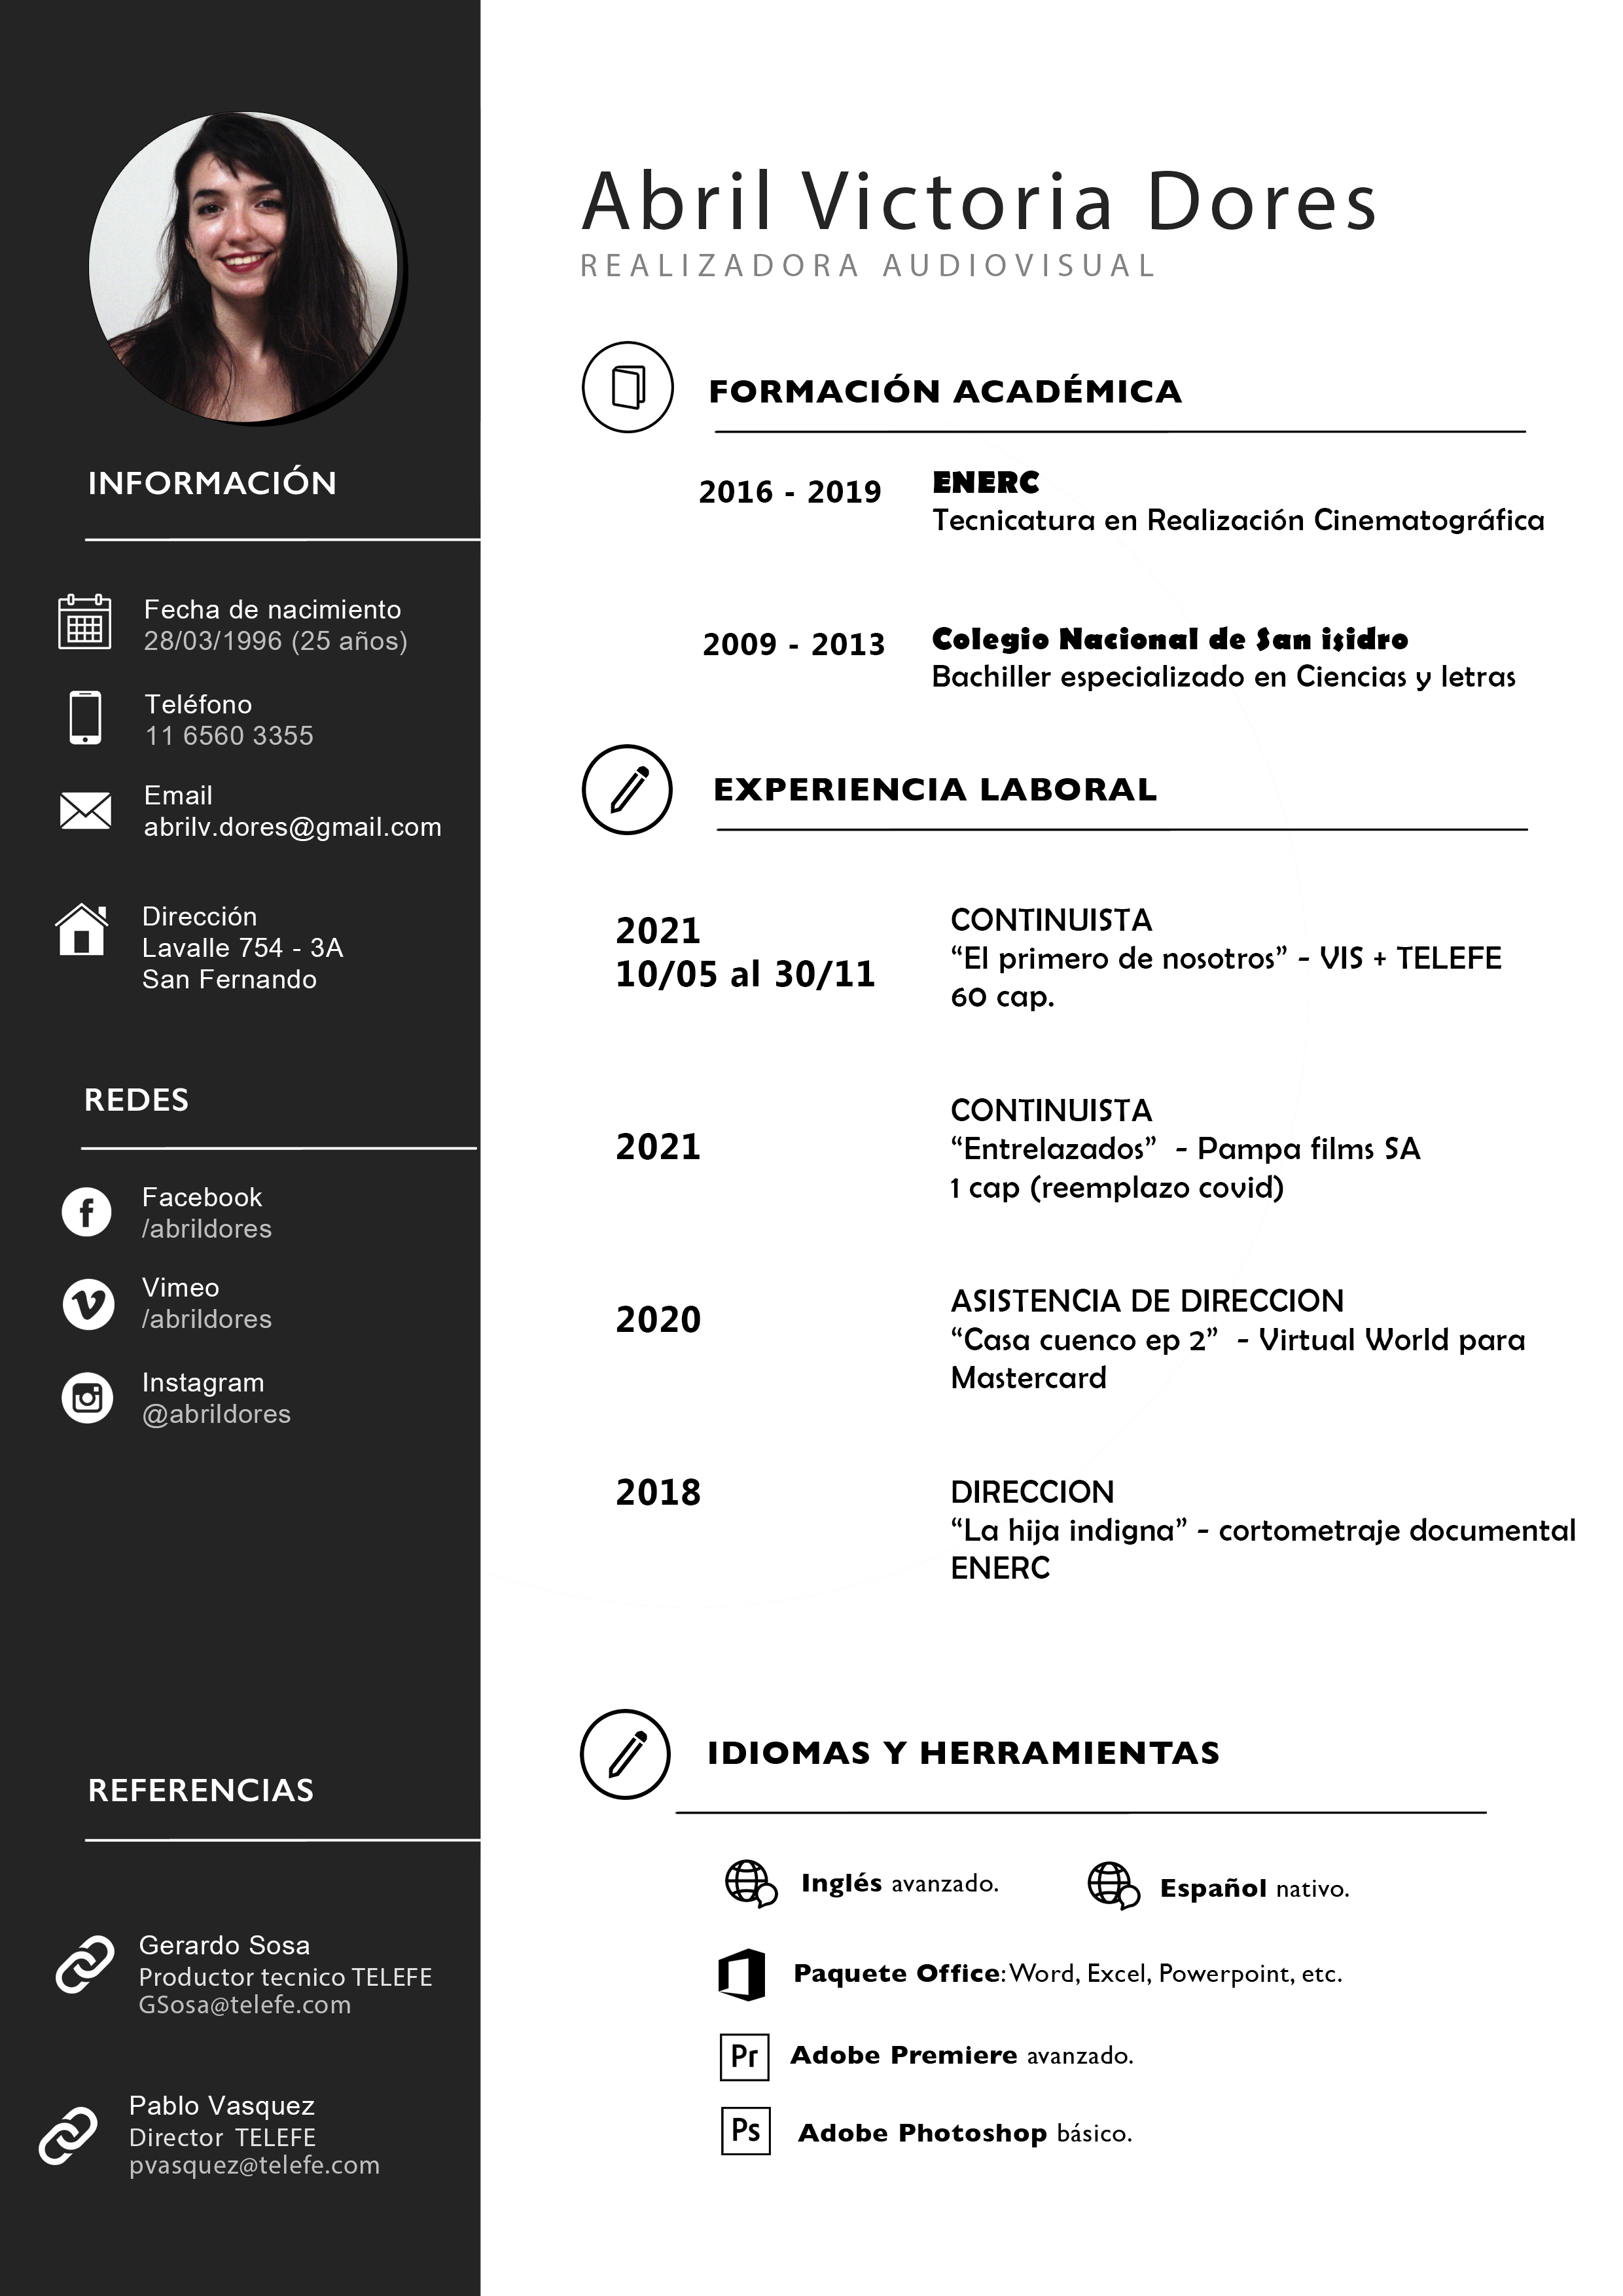 Abril Victoria Dores
REALIZADORA AUDIOVISUAL
INFORMACIÓN
Fecha de nacimiento
28/03/1996 (25 años)
Teléfono
11 6560 3355
Email
abrilv.dores@gmail.com
Dirección
Lavalle 754 - 3A
San Fernando
REDES
Facebook
/abrildores
Vimeo
/abrildores
Instagram
@abrildores
REFERENCIAS
Gerardo Sosa
Productor tecnico TELEFE
GSosa@telefe.com
Pablo Vasquez
Director TELEFE
pvasquez@telefe.com
FORMACIÓN ACADÉMICA
2016 - 2019
ENERC
Tecnicatura en Realización Cinematográfica
2009 - 2013
Colegio Nacional de San isidro
Bachiller especializado en Ciencias y letras
EXPERIENCIA LABORAL
2021
10/05 al 30/11
CONTINUISTA
“El primero de nosotros” - VIS + TELEFE
60 cap.
2021
CONTINUISTA
“Entrelazados” - Pampa films SA
1 cap (reemplazo covid)
2020
ASISTENCIA DE DIRECCION
“Casa cuenco ep 2” - Virtual World para
Mastercard
2018
DIRECCION
“La hija indigna” - cortometraje documental
ENERC
IDIOMAS Y HERRAMIENTAS
Inglés avanzado.
Español nativo.
Paquete Office: Word, Excel, Powerpoint, etc.
Pr
Adobe Premiere avanzado.
Ps
Adobe Photoshop básico.